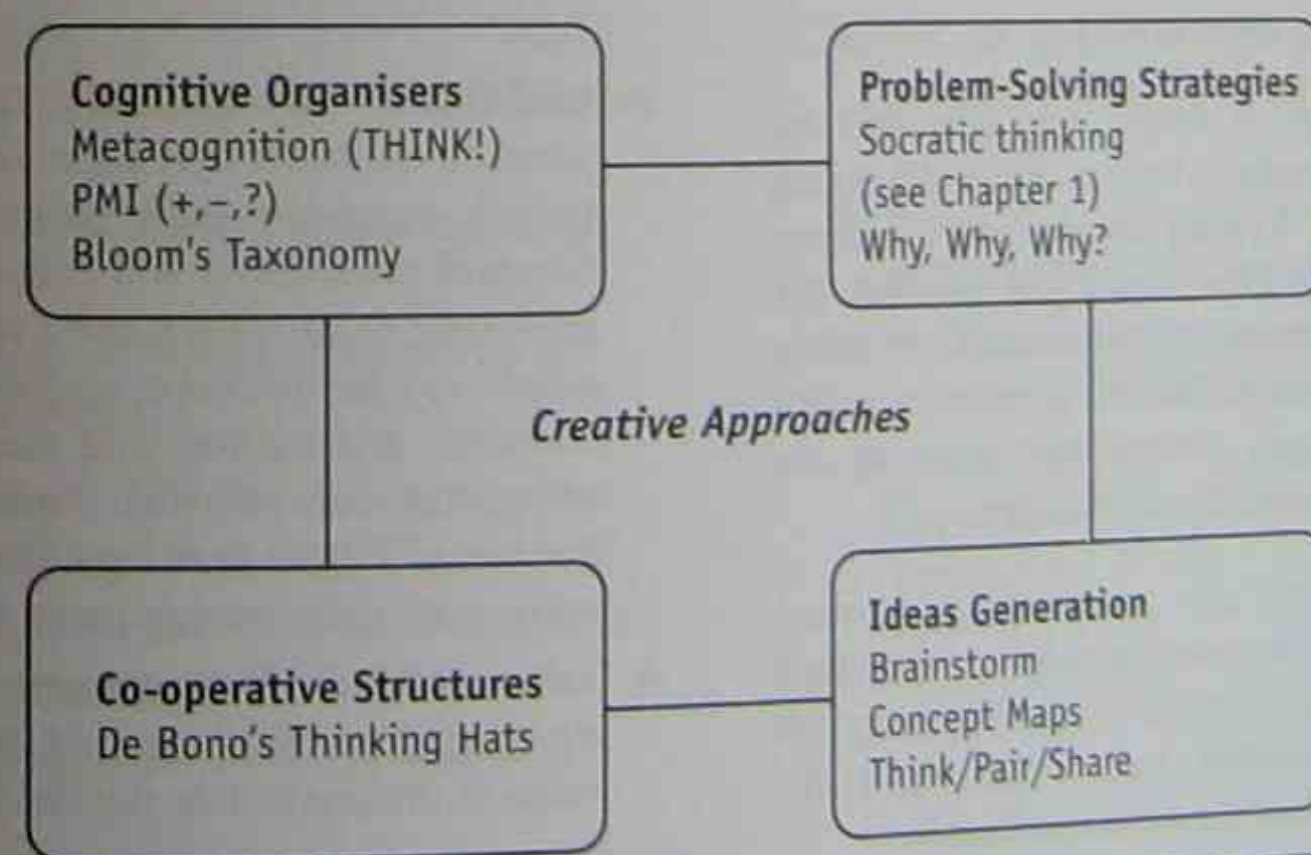 Cognitive Organisers
Metacognition (THINK!)
PMI (+,–,?)
Bloom's Taxonomy
Problem-Solving Strategies
Socratic thinking
(see Chapter 1)
Why, Why, Why?
Creative Approaches
Co-operative Structures
De Bono's Thinking Hats
Ideas Generation
Brainstorm
Concept Maps
Think/Pair/Share